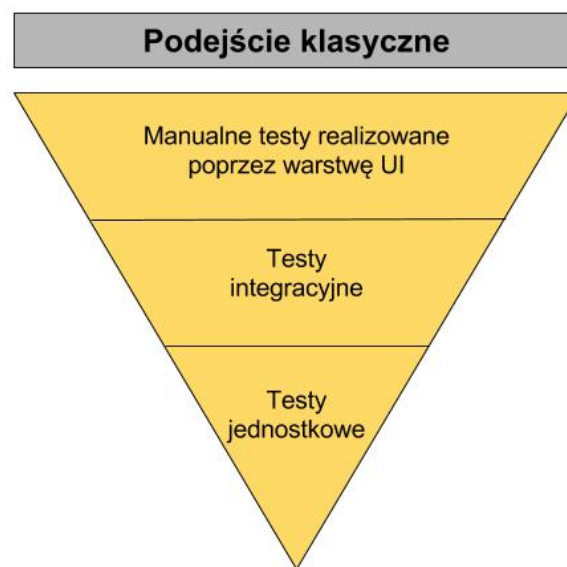 Podejście klasyczne
Manualne testy realizowane
poprzez warstwę UI
Testy
integracyjne
Testy
jednostkowe